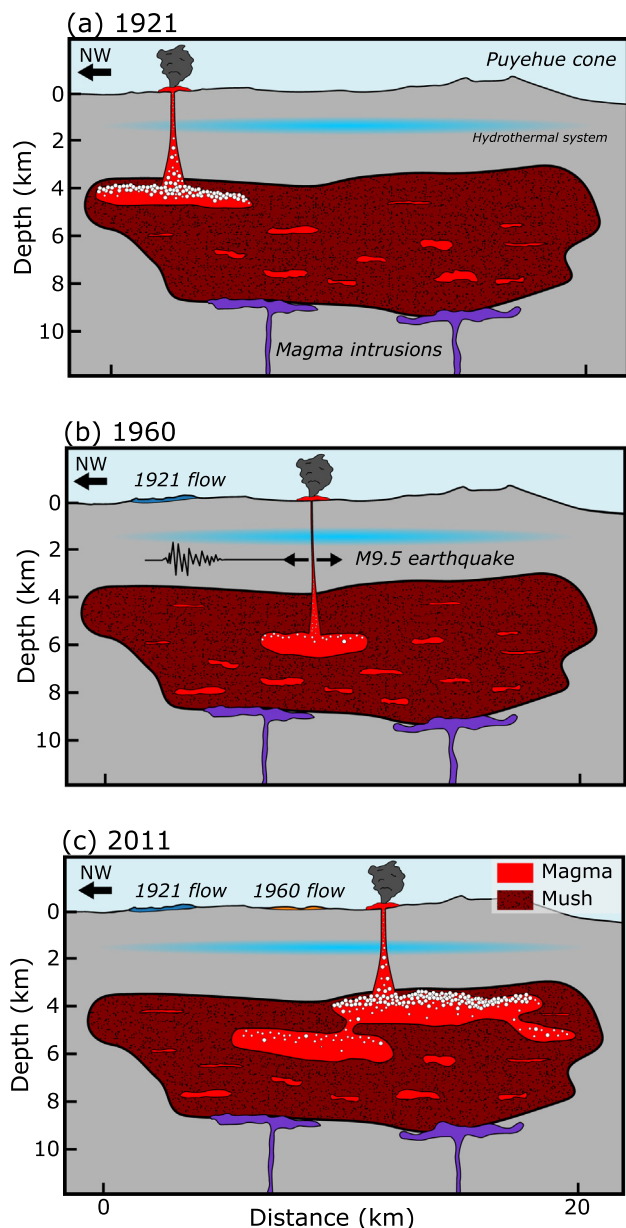 (a) 1921
NW
Puyehue cone
0
Hydrothermal system
2
4
6
8
10
Depth (km)
Magma intrusions
(b) 1960
NW
1921 flow
0
2
M9.5 earthquake
4
6
8
10
Depth (km)
(c) 2011
NW
1921 flow
1960 flow
Magma
Mush
0
2
4
6
8
10
Depth (km)
0
20
Distance (km)